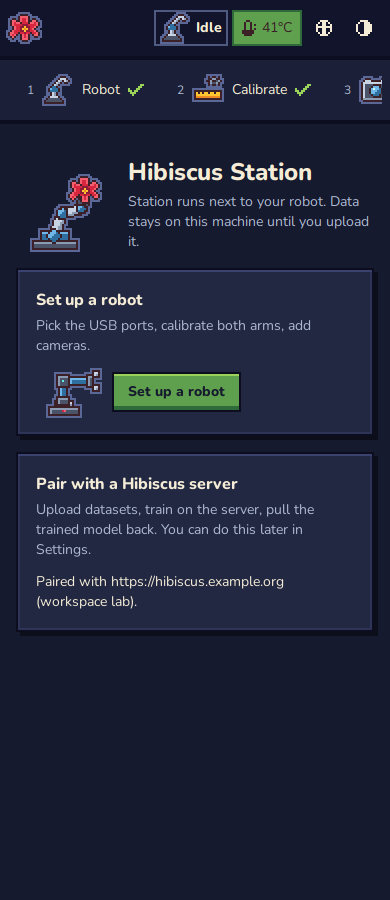 Idle
41°C
1 Robot
2 Calibrate
3
Hibiscus Station
Station runs next to your robot. Data
stays on this machine until you upload
it.
Set up a robot
Pick the USB ports, calibrate both arms, add
cameras.
Set up a robot
Pair with a Hibiscus server
Upload datasets, train on the server, pull the
trained model back. You can do this later in
Settings.
Paired with https://hibiscus.example.org
(workspace lab).